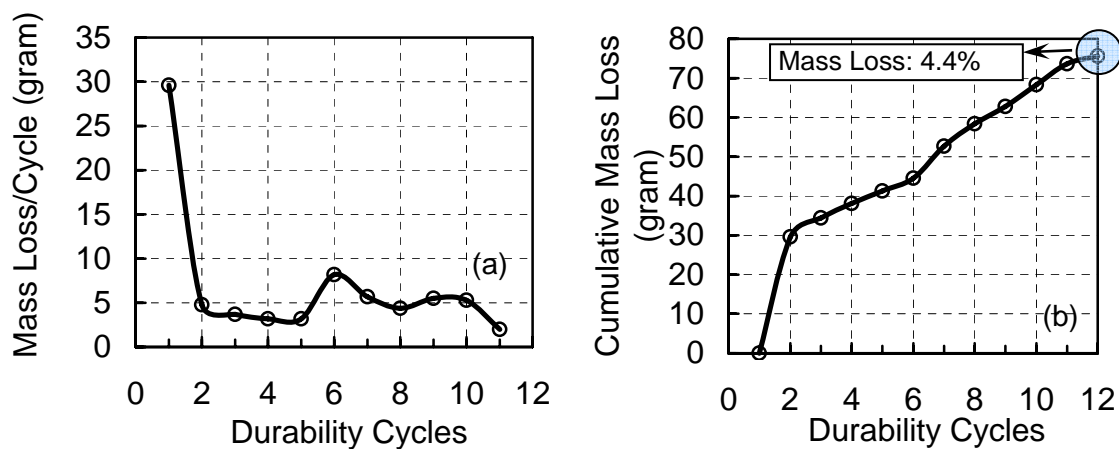 Mass Loss/Cycle (gram)
35
30
25
20
15
10
5
0
(a)
0 2 4 6 8 10 12
Durability Cycles
Cumulative Mass Loss
(gram)
80
70
60
50
40
30
20
10
0
Mass Loss: 4.4%
(b)
0 2 4 6 8 10 12
Durability Cycles